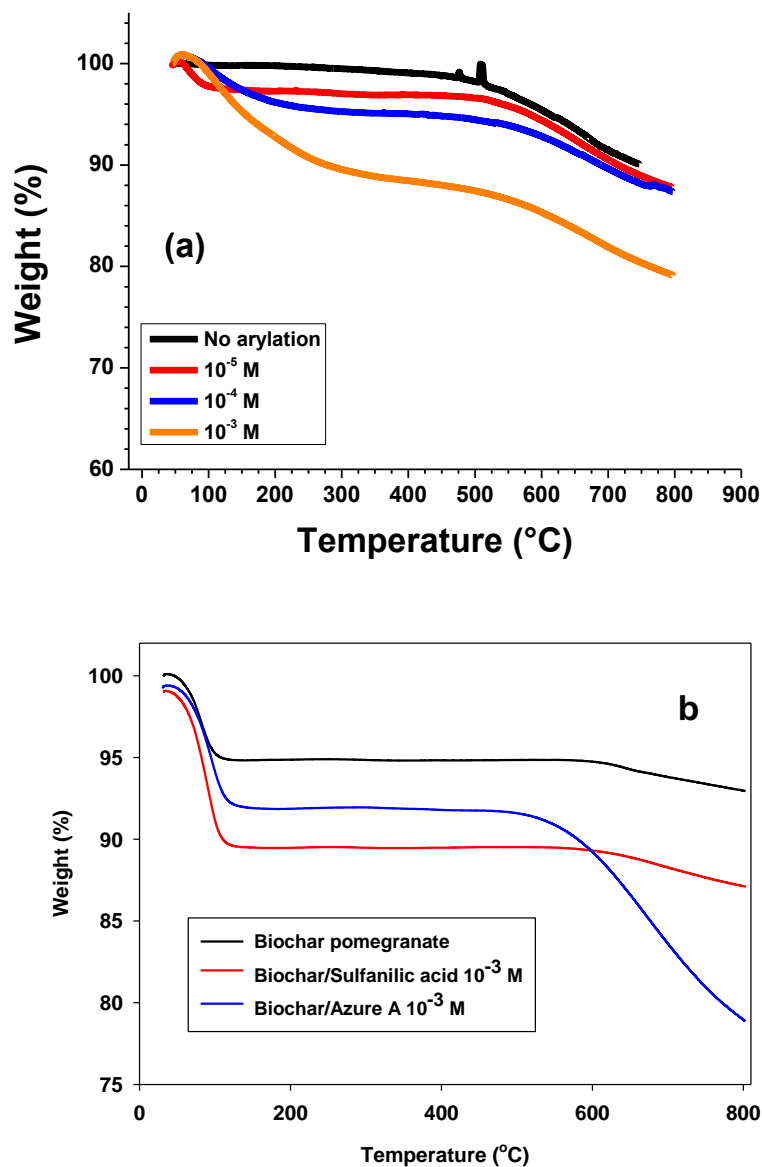 100
90
80
70
60
Weight (%)
(a)
No arylation
10⁻⁵ M
10⁻⁴ M
10⁻³ M
0 100 200 300 400 500 600 700 800 900
Temperature (°C)
100
95
90
85
80
75
Weight (%)
b
Biochar pomegranate
Biochar/Sulfanilic acid 10⁻³ M
Biochar/Azure A 10⁻³ M
0 200 400 600 800
Temperature (°C)